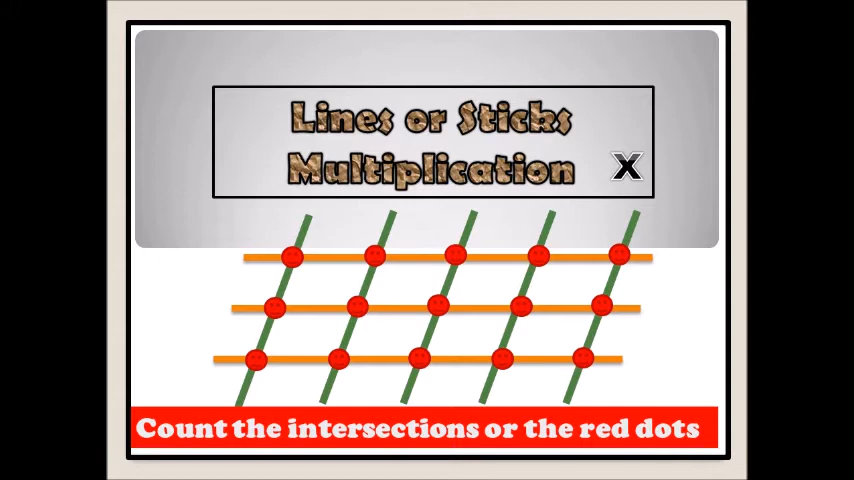 Lines or Sticks
Multiplication X
Count the intersections or the red dots